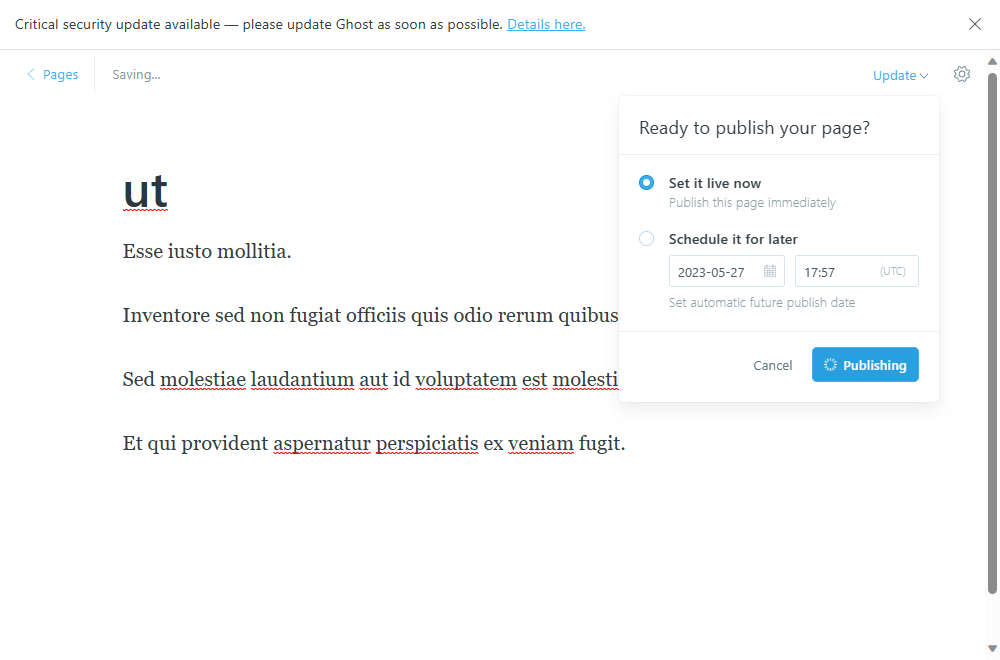 Critical security update available — please update Ghost as soon as possible. Details here.
Pages
Saving...
Update
Ready to publish your page?
Set it live now
Publish this page immediately
Schedule it for later
2023-05-27
17:57
(UTC)
Set automatic future publish date
Cancel
Publishing
ut
Esse iusto mollitia.
Inventore sed non fugiat officiis quis odio rerum quibus
Sed molestiae laudantium aut id voluptatem est molesti
Et qui provident aspernatur perspiciatis ex veniam fugit.